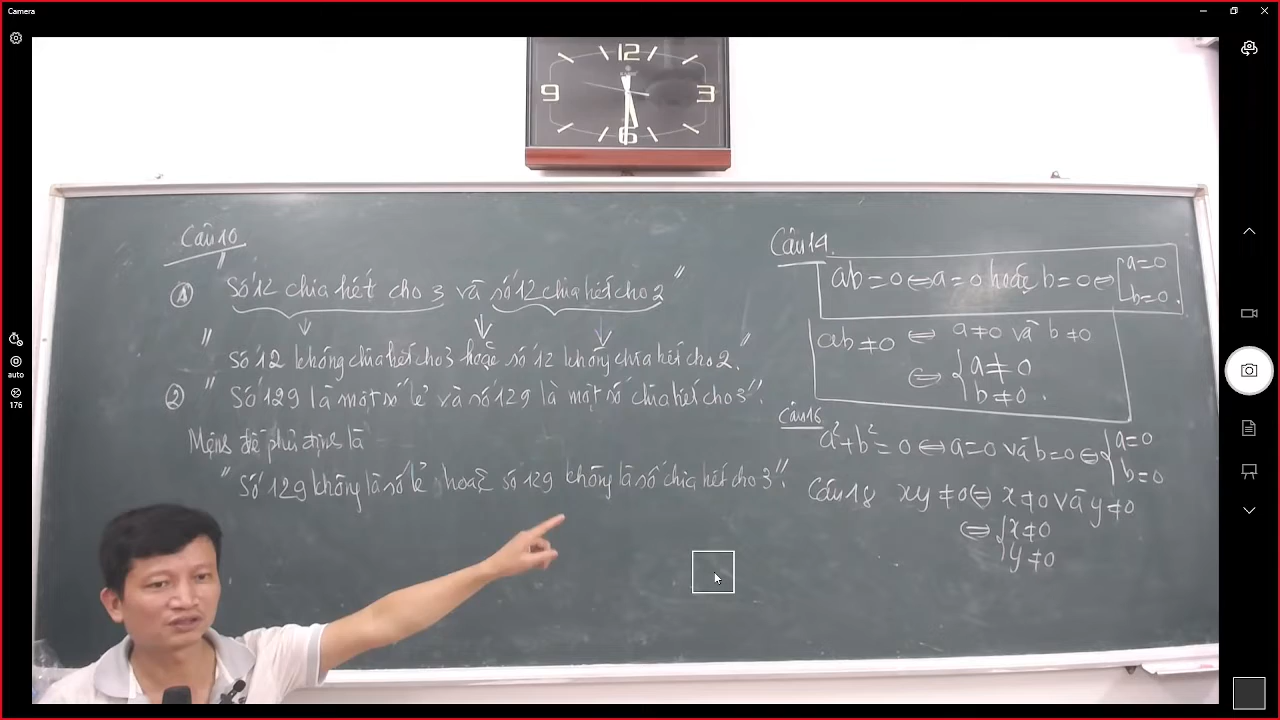 Camera
12
9
3
6
auto
176
Câu 10
① "Số 12 chia hết cho 3 và số 12 chia hết cho 2"
"Số 12 không chia hết cho 3 hoặc số 12 không chia hết cho 2."
② "Số 129 là một số lẻ và số 129 là một số chia hết cho 3".
Mệnh đề phủ định là
"Số 129 không là số lẻ hoặc số 129 không là số chia hết cho 3".
Câu 14.
ab = 0 ⇔ a = 0 hoặc b = 0 ⇔ [a = 0
b = 0.
ab ≠ 0 ⇔ a ≠ 0 và b ≠ 0
⇔ {a ≠ 0
b ≠ 0.
Câu 16
a² + b² = 0 ⇔ a = 0 và b = 0 ⇔ {a = 0
b = 0
Câu 18 xy ≠ 0 ⇔ x ≠ 0 và y ≠ 0
⇔ {x ≠ 0
y ≠ 0